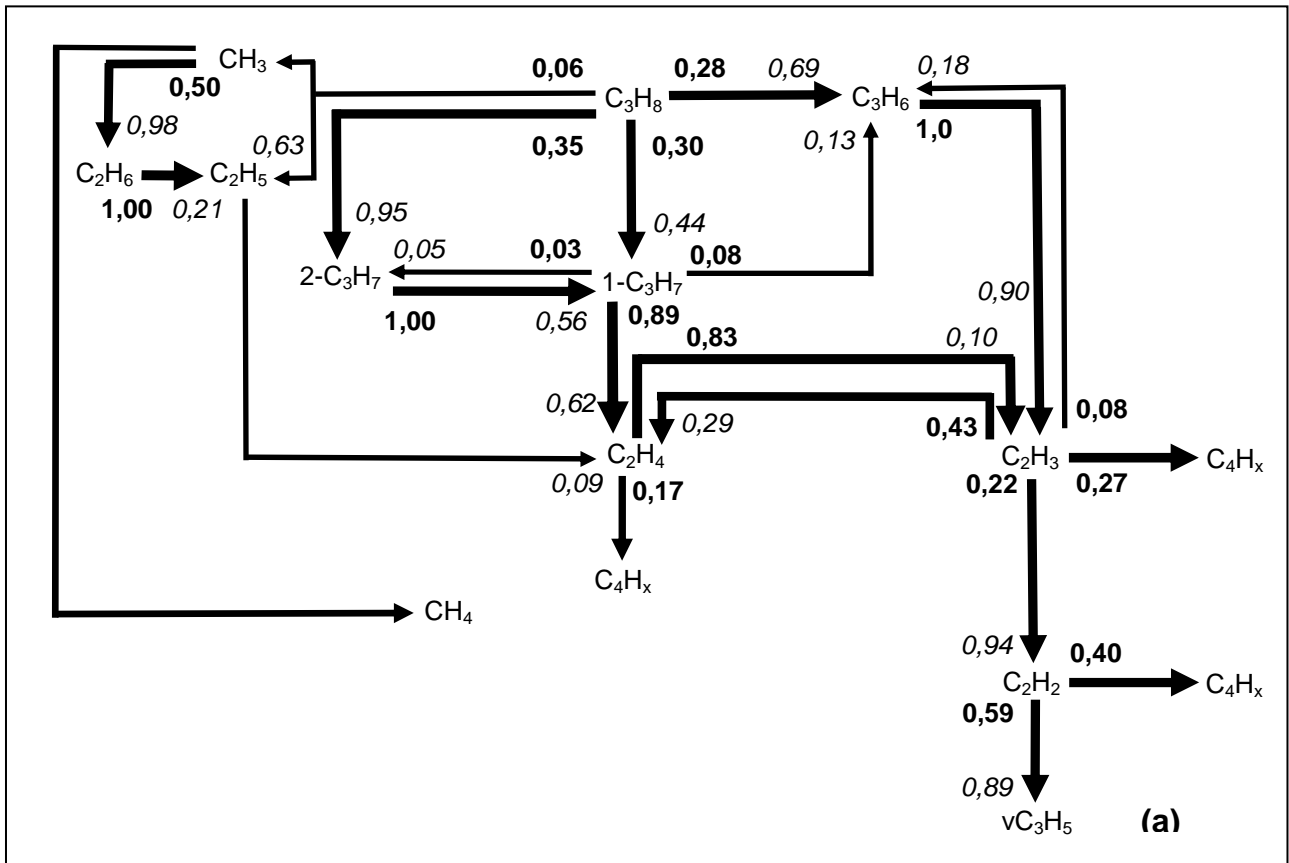 CH₃ 0,06 0,28 0,69 0,18
0,50 C₃H₈ C₃H₆
0,98 0,63 0,35 0,30 0,13 1,0
C₂H₆ C₂H₅
1,00 0,21 0,95 0,44
0,05 0,03 0,08
2-C₃H₇ 1-C₃H₇ 0,90
1,00 0,56 0,89
0,83 0,10
0,62 0,29 0,43 0,08
C₂H₄ C₂H₃ C₄Hₓ
0,09 0,17 0,22 0,27
C₄Hₓ
CH₄
0,94 0,40
C₂H₂ C₄Hₓ
0,59
0,89
vC₃H₅ (a)